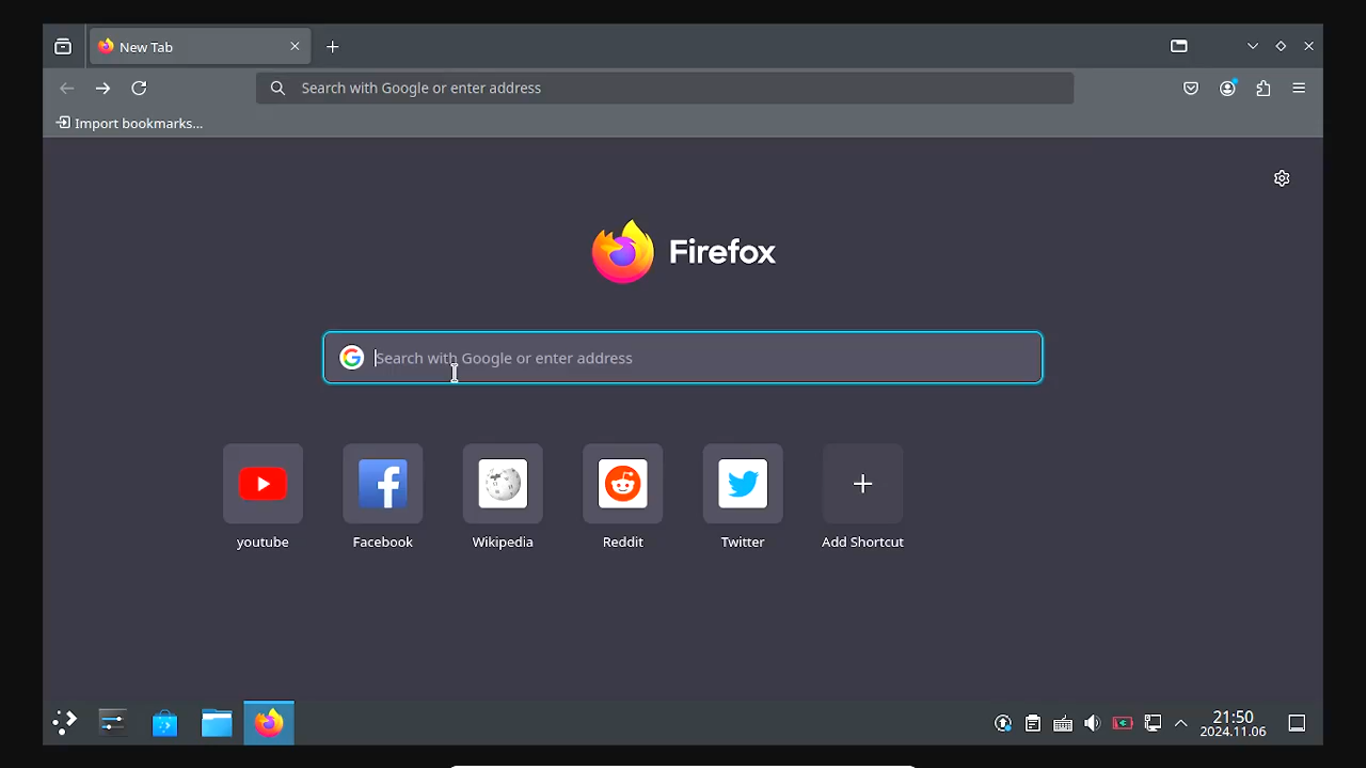 New Tab
Search with Google or enter address
Import bookmarks...
Firefox
Search with Google or enter address
youtube
Facebook
Wikipedia
Reddit
Twitter
Add Shortcut
21:50
2024.11.06